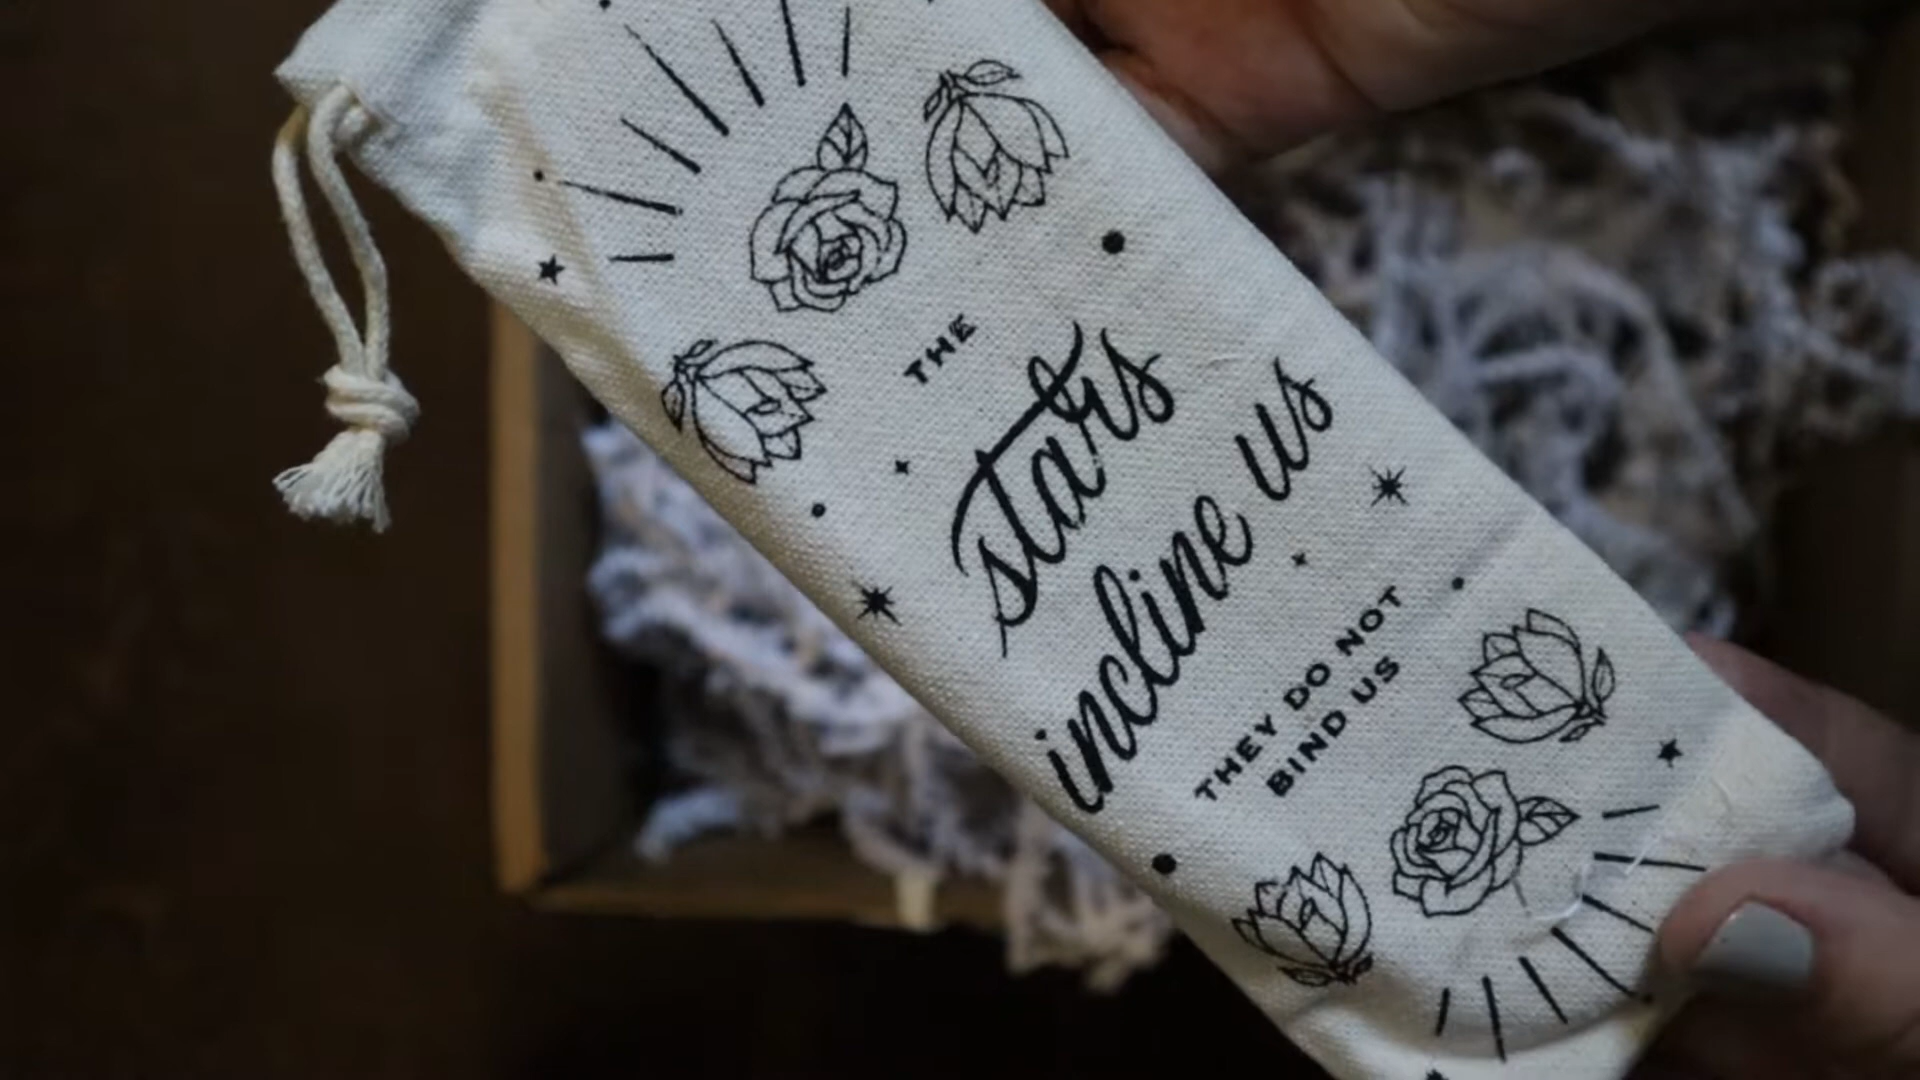 THE
stars
incline us
THEY DO NOT
BIND US